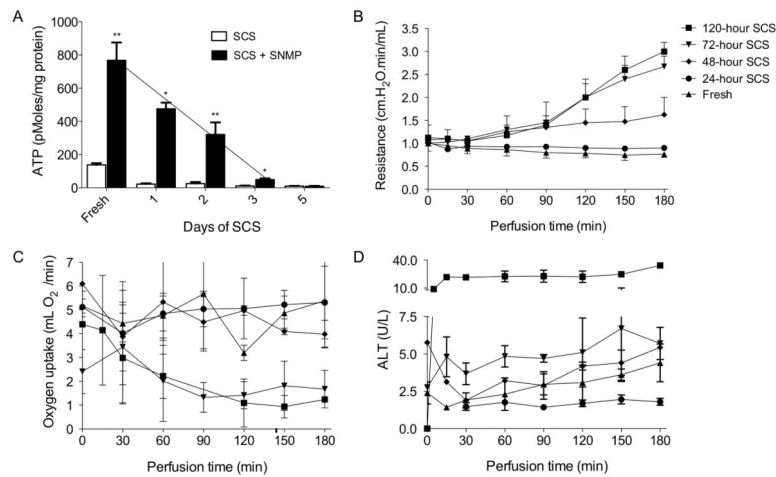 A
SCS
SCS + SNMP
ATP (pMoles/mg protein)
1000
800
600
400
200
0
**
*
**
*
Fresh
1
2
3
5
Days of SCS
B
Resistance (cm.H2O.min/mL)
3.5
3.0
2.5
2.0
1.5
1.0
0.5
0.0
0 30 60 90 120 150 180
Perfusion time (min)
120-hour SCS
72-hour SCS
48-hour SCS
24-hour SCS
Fresh
C
Oxygen uptake (mL O2 /min)
7
6
5
4
3
2
1
0
0 30 60 90 120 150 180
Perfusion time (min)
D
ALT (U/L)
40.0
10.0
7.5
5.0
2.5
0.0
0 30 60 90 120 150 180
Perfusion time (min)